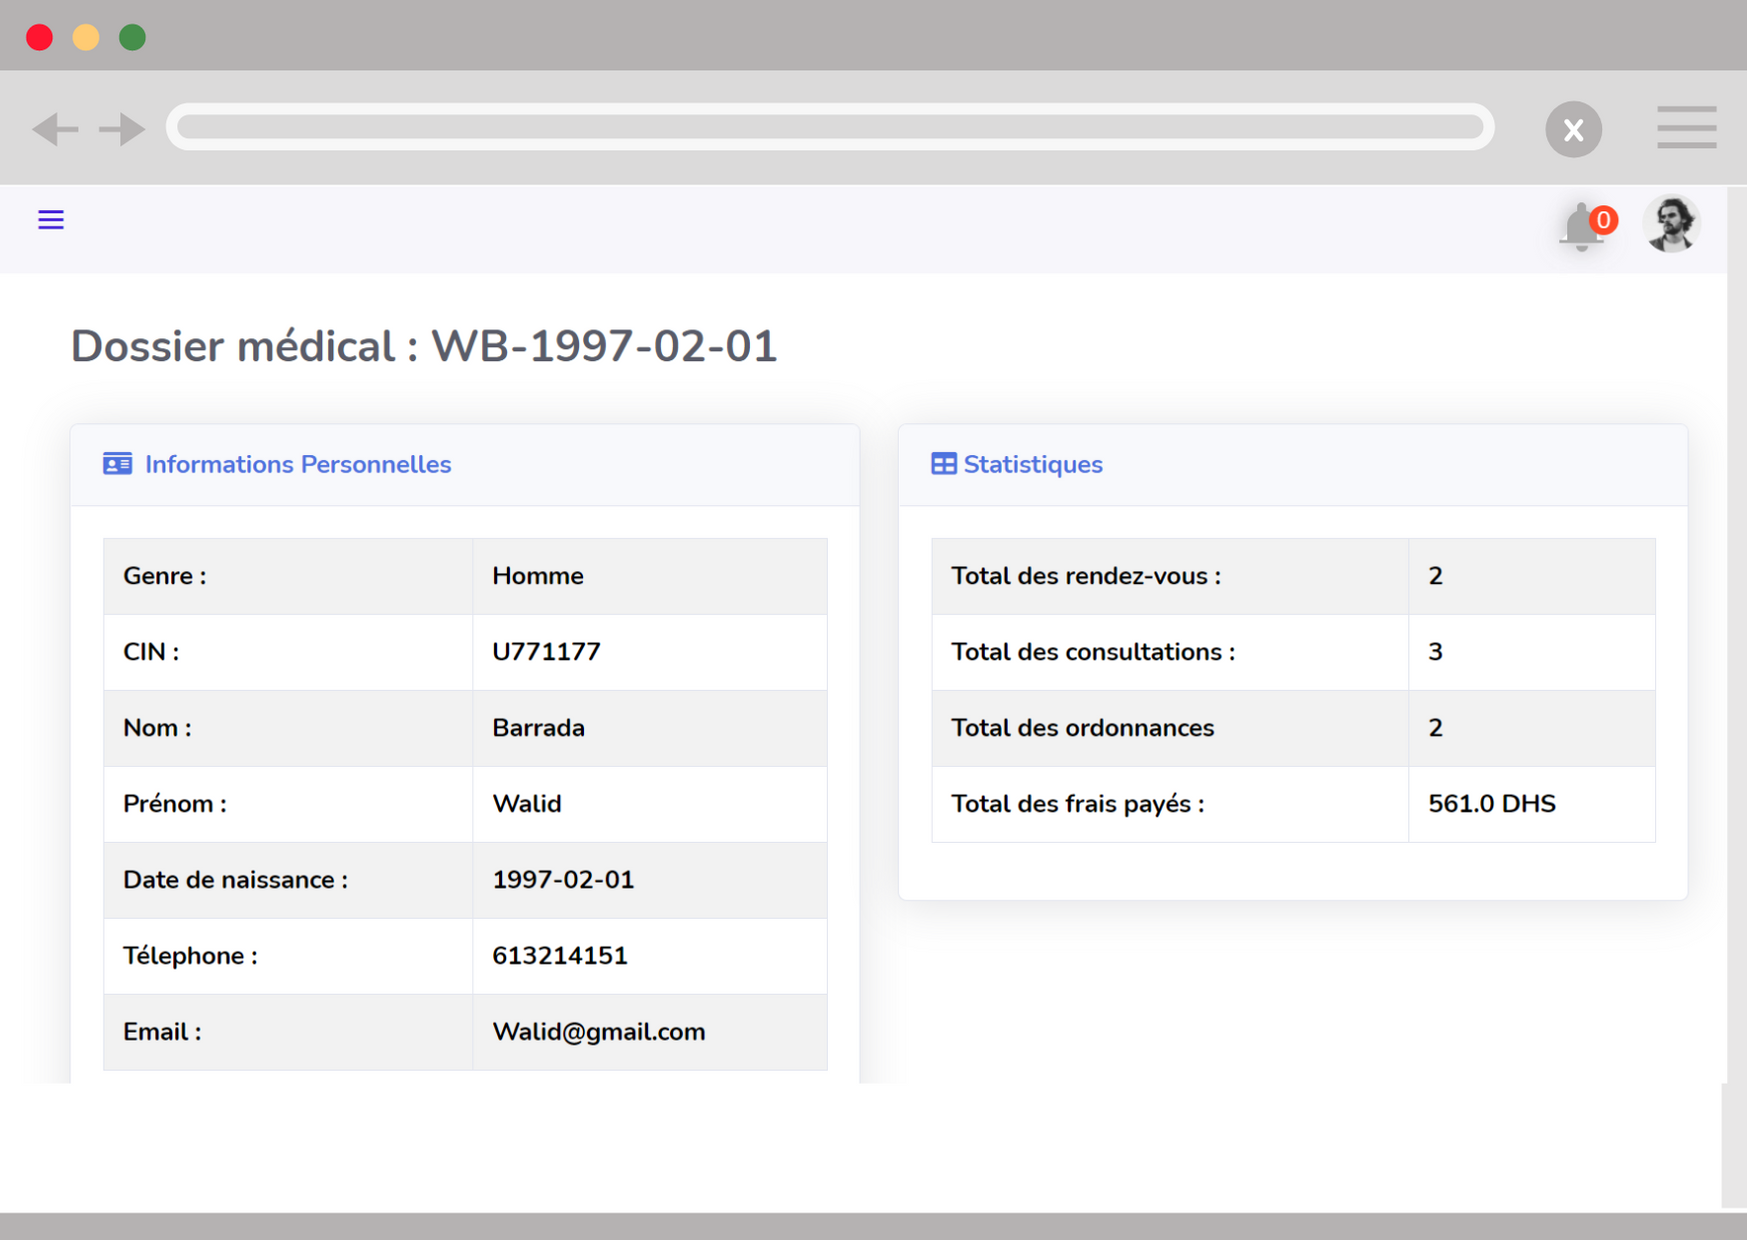 x
0
Dossier médical : WB-1997-02-01
Informations Personnelles
Genre : Homme
CIN : U771177
Nom : Barrada
Prénom : Walid
Date de naissance : 1997-02-01
Télephone : 613214151
Email : Walid@gmail.com
Statistiques
Total des rendez-vous : 2
Total des consultations : 3
Total des ordonnances 2
Total des frais payés : 561.0 DHS